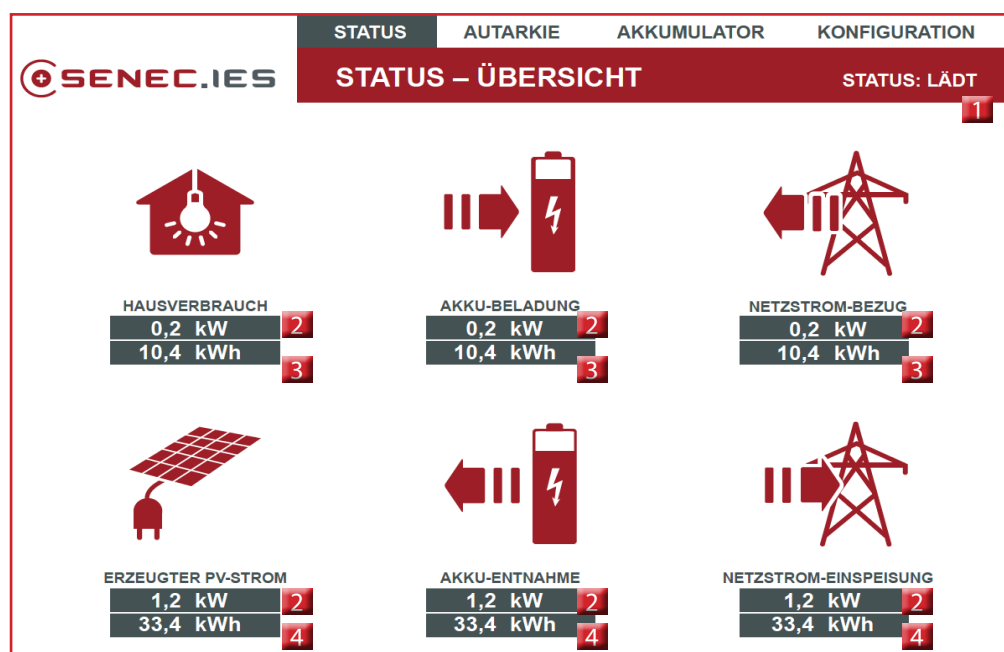 STATUS AUTARKIE AKKUMULATOR KONFIGURATION
SENEC.IES STATUS – ÜBERSICHT STATUS: LÄDT
1
HAUSVERBRAUCH AKKU-BELADUNG NETZSTROM-BEZUG
0,2 kW 2 0,2 kW 2 0,2 kW 2
10,4 kWh 3 10,4 kWh 3 10,4 kWh 3
ERZEUGTER PV-STROM AKKU-ENTNAHME NETZSTROM-EINSPEISUNG
1,2 kW 2 1,2 kW 2 1,2 kW 2
33,4 kWh 4 33,4 kWh 4 33,4 kWh 4